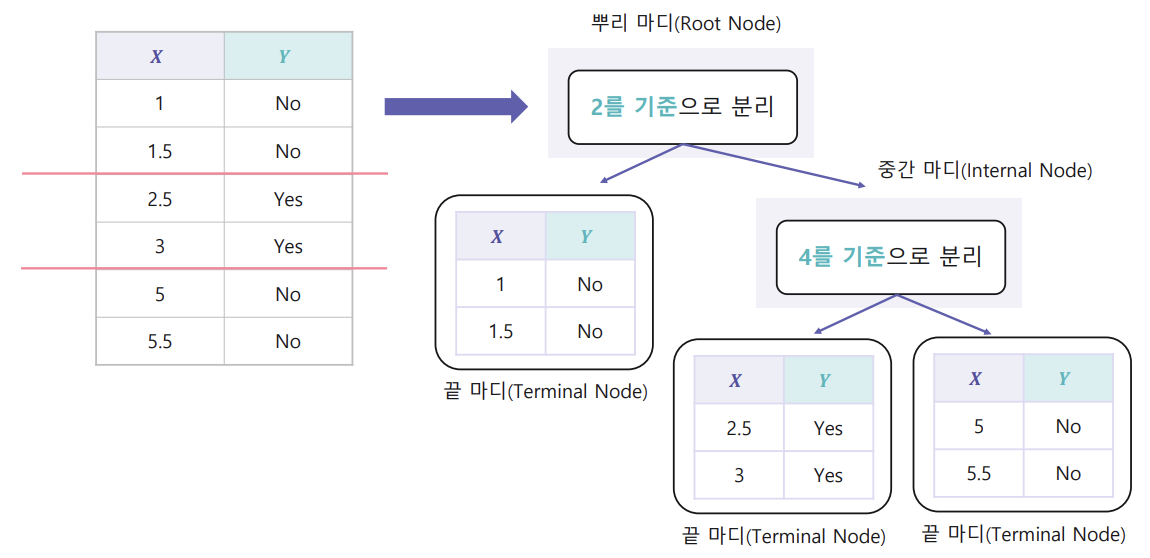 X Y
1 No
1.5 No
2.5 Yes
3 Yes
5 No
5.5 No
뿌리 마디(Root Node)
2를 기준으로 분리
X Y
1 No
1.5 No
끝 마디(Terminal Node)
중간 마디(Internal Node)
4를 기준으로 분리
X Y
2.5 Yes
3 Yes
끝 마디(Terminal Node)
X Y
5 No
5.5 No
끝 마디(Terminal Node)